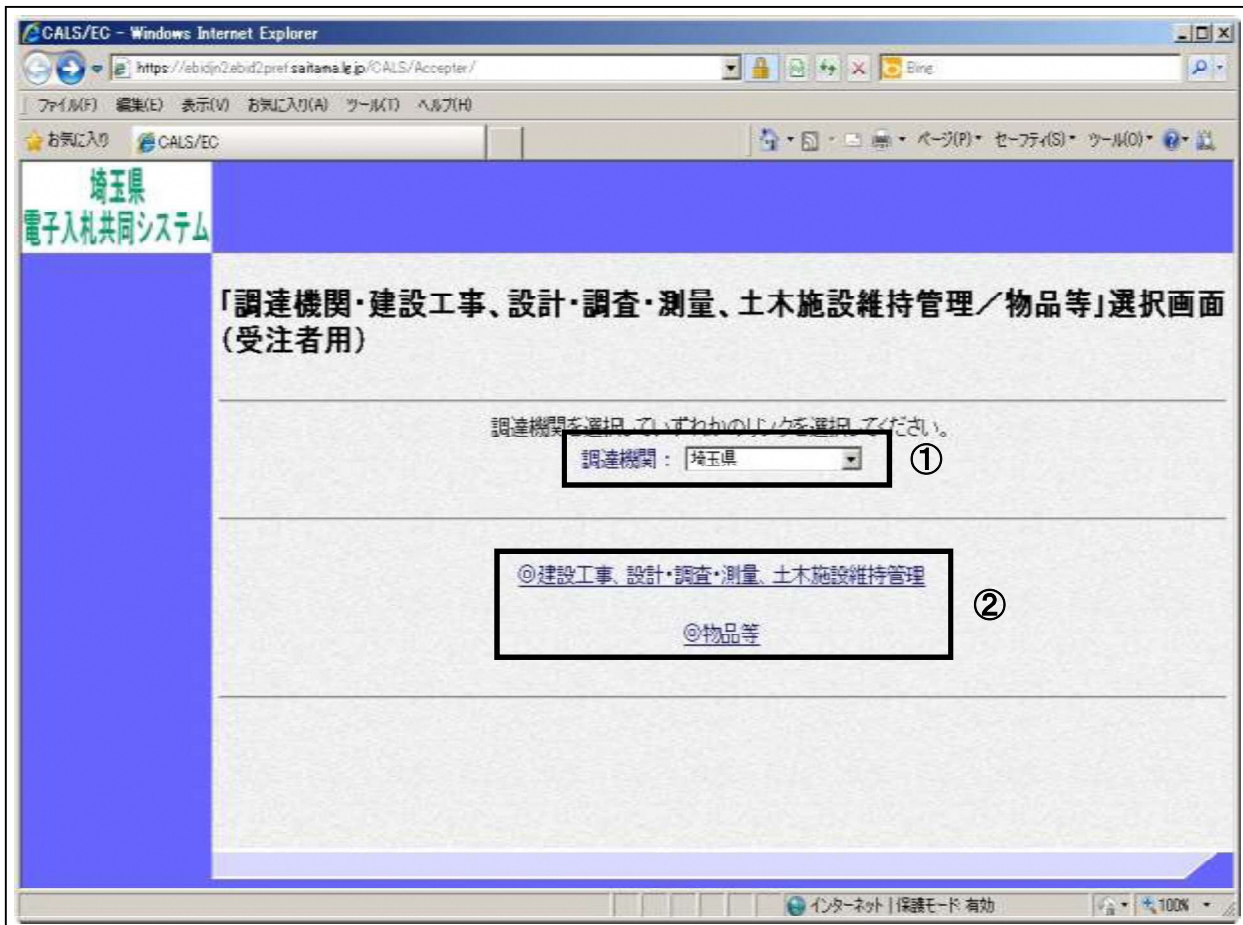 CALS/EC - Windows Internet Explorer
https://ebidjn2.ebid2.pref.saitama.lg.jp/CALS/Accepter/
Bing
ファイル(F) 編集(E) 表示(V) お気に入り(A) ツール(T) ヘルプ(H)
お気に入り CALS/EC ページ(P) セーフティ(S) ツール(O)
埼玉県
電子入札共同システム
「調達機関・建設工事、設計・調査・測量、土木施設維持管理／物品等」選択画面
（受注者用）
調達機関を選択していずれかのリンクを選択してください。
調達機関： 埼玉県 ①
◎建設工事、設計・調査・測量、土木施設維持管理
②
◎物品等
インターネット | 保護モード: 有効 100%